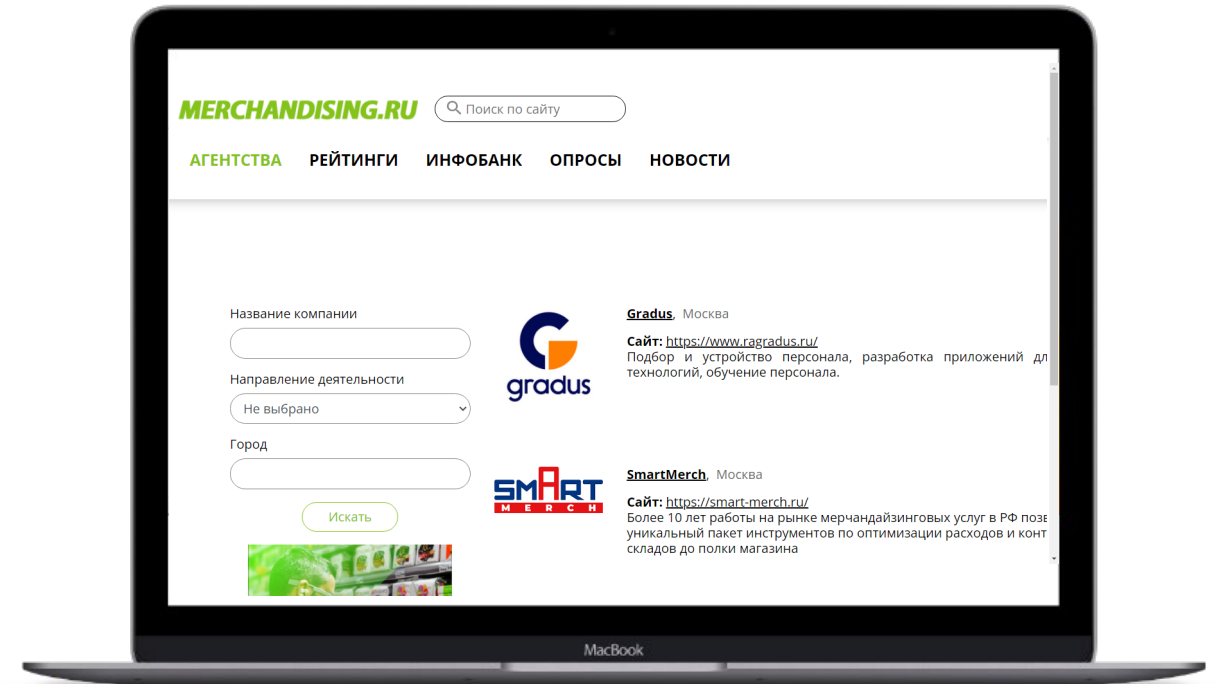 MERCHANDISING.RU
Поиск по сайту
АГЕНТСТВА РЕЙТИНГИ ИНФОБАНК ОПРОСЫ НОВОСТИ
Название компании
Направление деятельности
Не выбрано
Город
Искать
gradus
Gradus, Москва
Сайт: https://www.ragradus.ru/
Подбор и устройство персонала, разработка приложений дл
технологий, обучение персонала.
SMART
MERCH
SmartMerch, Москва
Сайт: https://smart-merch.ru/
Более 10 лет работы на рынке мерчандайзинговых услуг в РФ позв
уникальный пакет инструментов по оптимизации расходов и конт
складов до полки магазина
MacBook